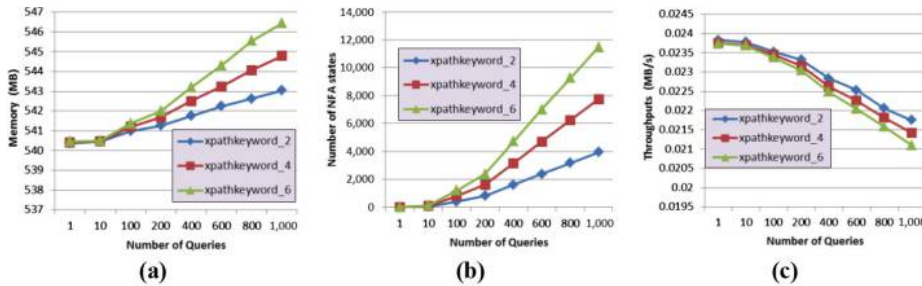 547
546
545
544
543
542
541
540
539
538
537
Memory (MB)
xpathkeyword_2
xpathkeyword_4
xpathkeyword_6
1 10 100 200 400 600 800 1,000
Number of Queries
(a)
14,000
12,000
10,000
8,000
6,000
4,000
2,000
0
Number of NFA states
xpathkeyword_2
xpathkeyword_4
xpathkeyword_6
1 10 100 200 400 600 800 1,000
Number of Queries
(b)
0.0245
0.024
0.0235
0.023
0.0225
0.022
0.0215
0.021
0.0205
0.02
0.0195
Throughputs (MB/s)
xpathkeyword_2
xpathkeyword_4
xpathkeyword_6
1 10 100 200 400 600 800 1,000
Number of Queries
(c)